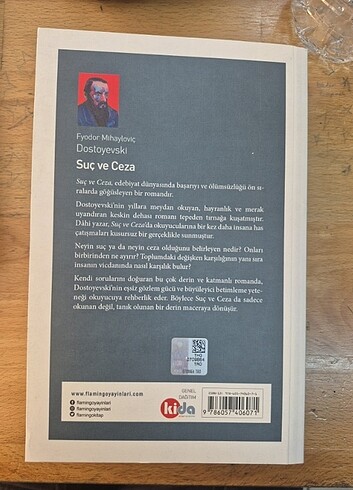 Fyodor Mihayloviç
Dostoyevski
Suç ve Ceza
Suç ve Ceza, edebiyat dünyasında başarıyı ve ölümsüzlüğü ön sı-
ralarda göğüsleyen bir romandır.
Dostoyevski'nin yıllara meydan okuyan, hayranlık ve merak
uyandıran keskin dehası romanı tepeden tırnağa kuşatmıştır.
Dâhi yazar, Suç ve Ceza'da okuyucularına bir kez daha insana has
çatışmaları kusursuz bir gerçeklikle sunmuştur.
Neyin suç ya da neyin ceza olduğunu belirleyen nedir? Onları
birbirinden ne ayırır? Toplumdaki değişken karşılığının yanı sıra
insanın vicdanında nasıl karşılık bulur?
Kendi sorularını doğuran bu çok derin ve katmanlı romanda,
Dostoyevski'nin eşsiz gözlem gücü ve büyüleyici betimleme yete-
neği okuyucuya rehberlik eder. Böylece Suç ve Ceza da sadece
okunan değil, tanık olunan bir derin maceraya dönüşür.
www.flamingoyayinlari.com
flamingoyayinlari
flamingoyayinlari
flamingokitap
GENEL
DAĞITIM
kida
9 786057 406071